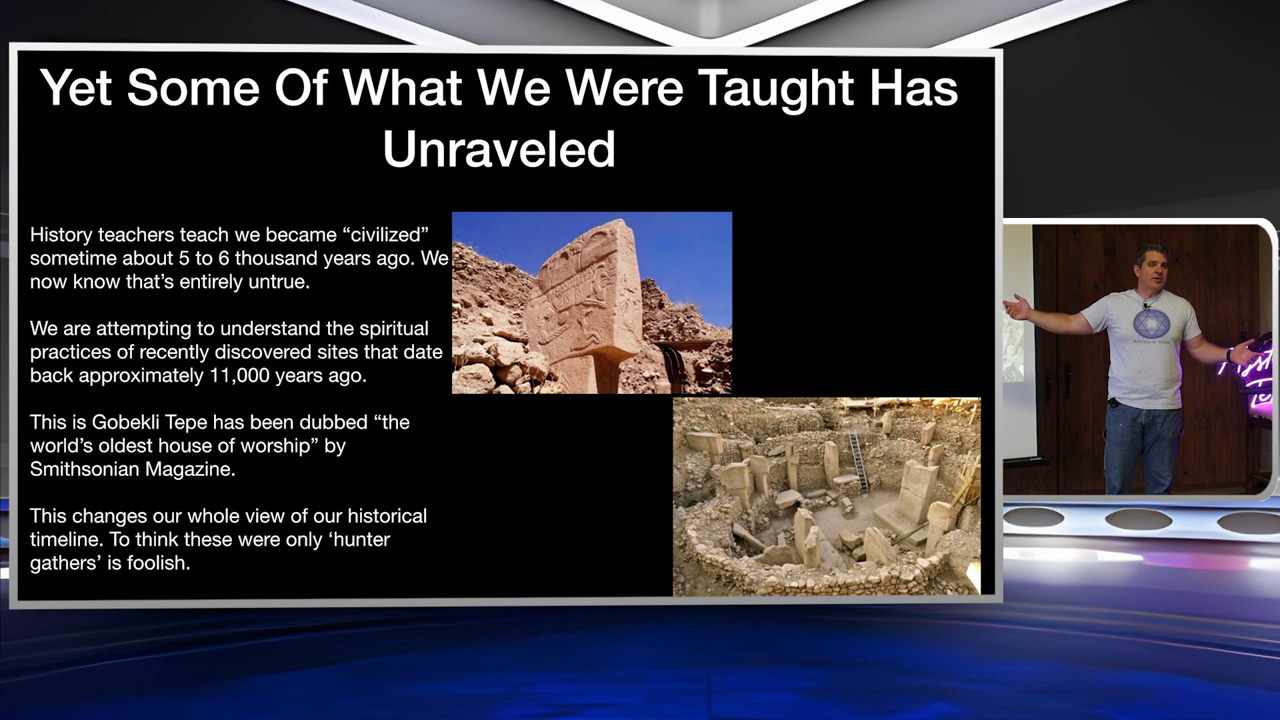 Yet Some Of What We Were Taught Has
Unraveled
History teachers teach we became “civilized”
sometime about 5 to 6 thousand years ago. We
now know that’s entirely untrue.
We are attempting to understand the spiritual
practices of recently discovered sites that date
back approximately 11,000 years ago.
This is Gobekli Tepe has been dubbed “the
world’s oldest house of worship” by
Smithsonian Magazine.
This changes our whole view of our historical
timeline. To think these were only ‘hunter
gathers’ is foolish.